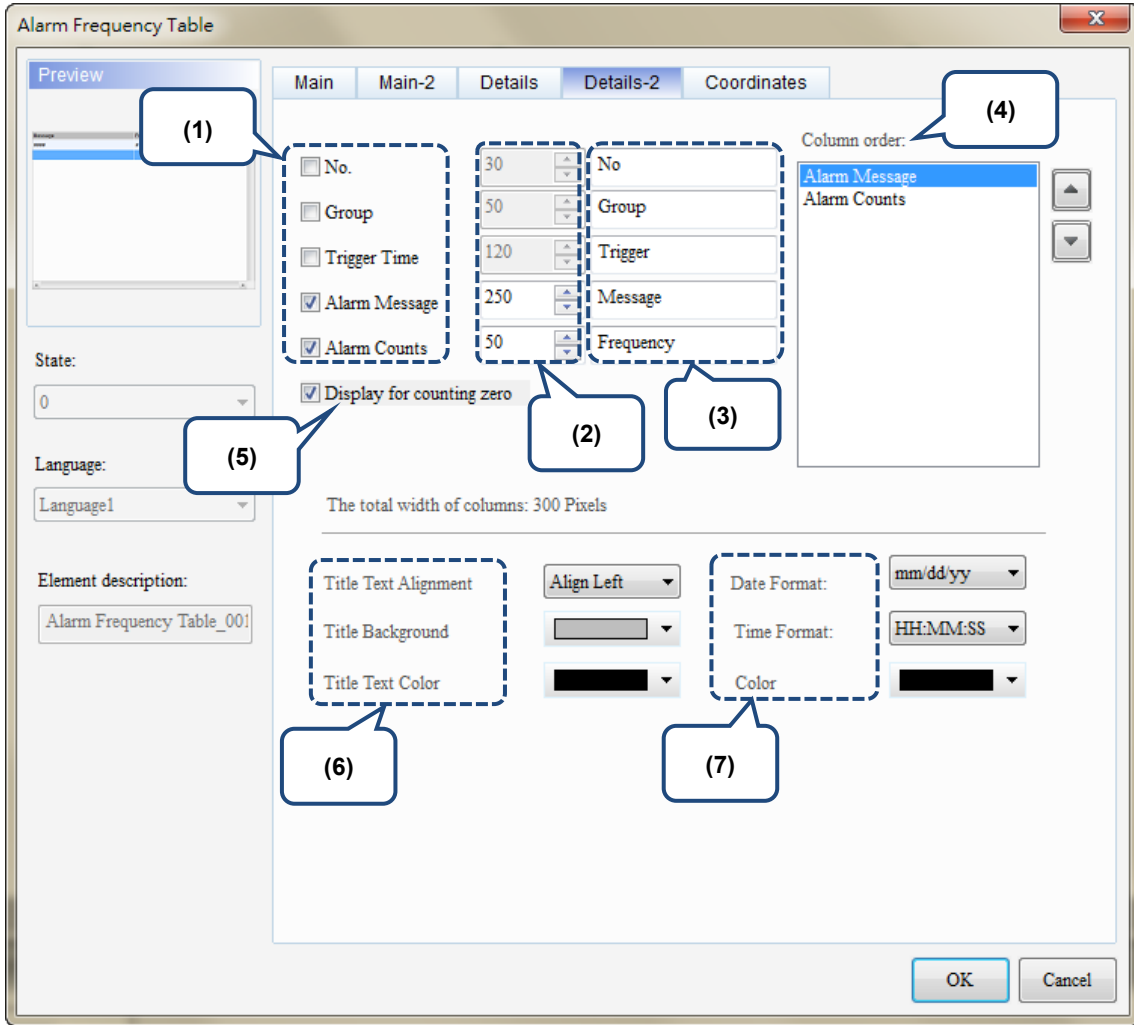 Alarm Frequency Table
Preview
Main Main-2 Details Details-2 Coordinates
(1)
(4)
Column order:
No. 30 No
Alarm Message
Group 50 Group
Alarm Counts
Trigger Time 120 Trigger
Alarm Message 250 Message
Alarm Counts 50 Frequency
Display for counting zero
(2)
(3)
(5)
State:
0
Language:
Language1
The total width of columns: 300 Pixels
Element description:
Alarm Frequency Table_001
Title Text Alignment Align Left Date Format: mm/dd/yy
Title Background Time Format: HH:MM:SS
Title Text Color Color
(6)
(7)
OK Cancel